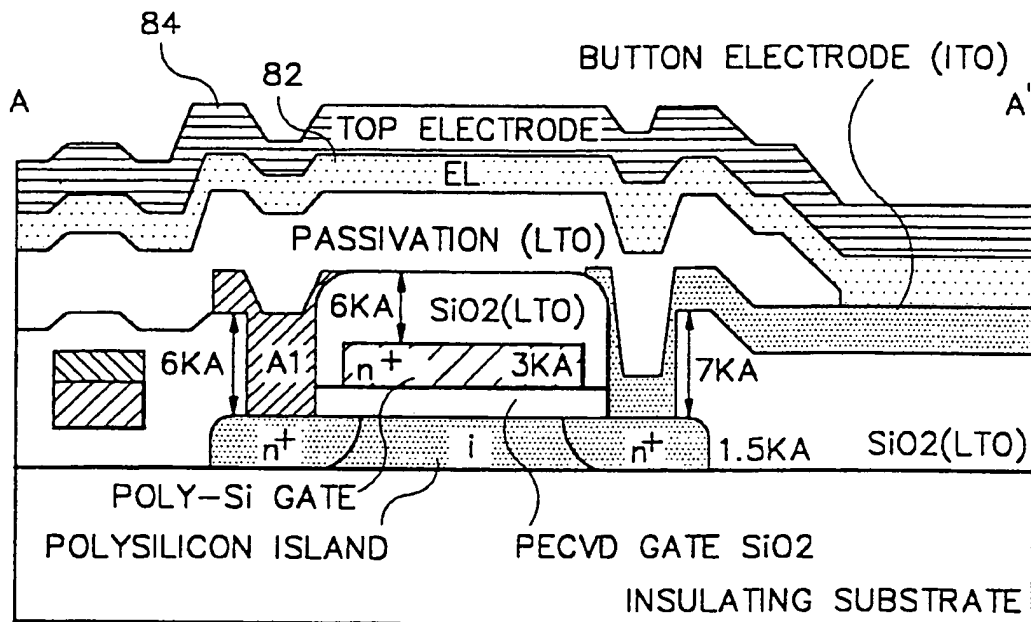 84
82
BUTTON ELECTRODE (ITO)
A
A'
TOP ELECTRODE
EL
PASSIVATION (LTO)
6KA
SiO2(LTO)
6KA
A1
n+
3KA
7KA
n+
i
n+
1.5KA
SiO2(LTO)
POLY-Si GATE
POLYSILICON ISLAND
PECVD GATE SiO2
INSULATING SUBSTRATE